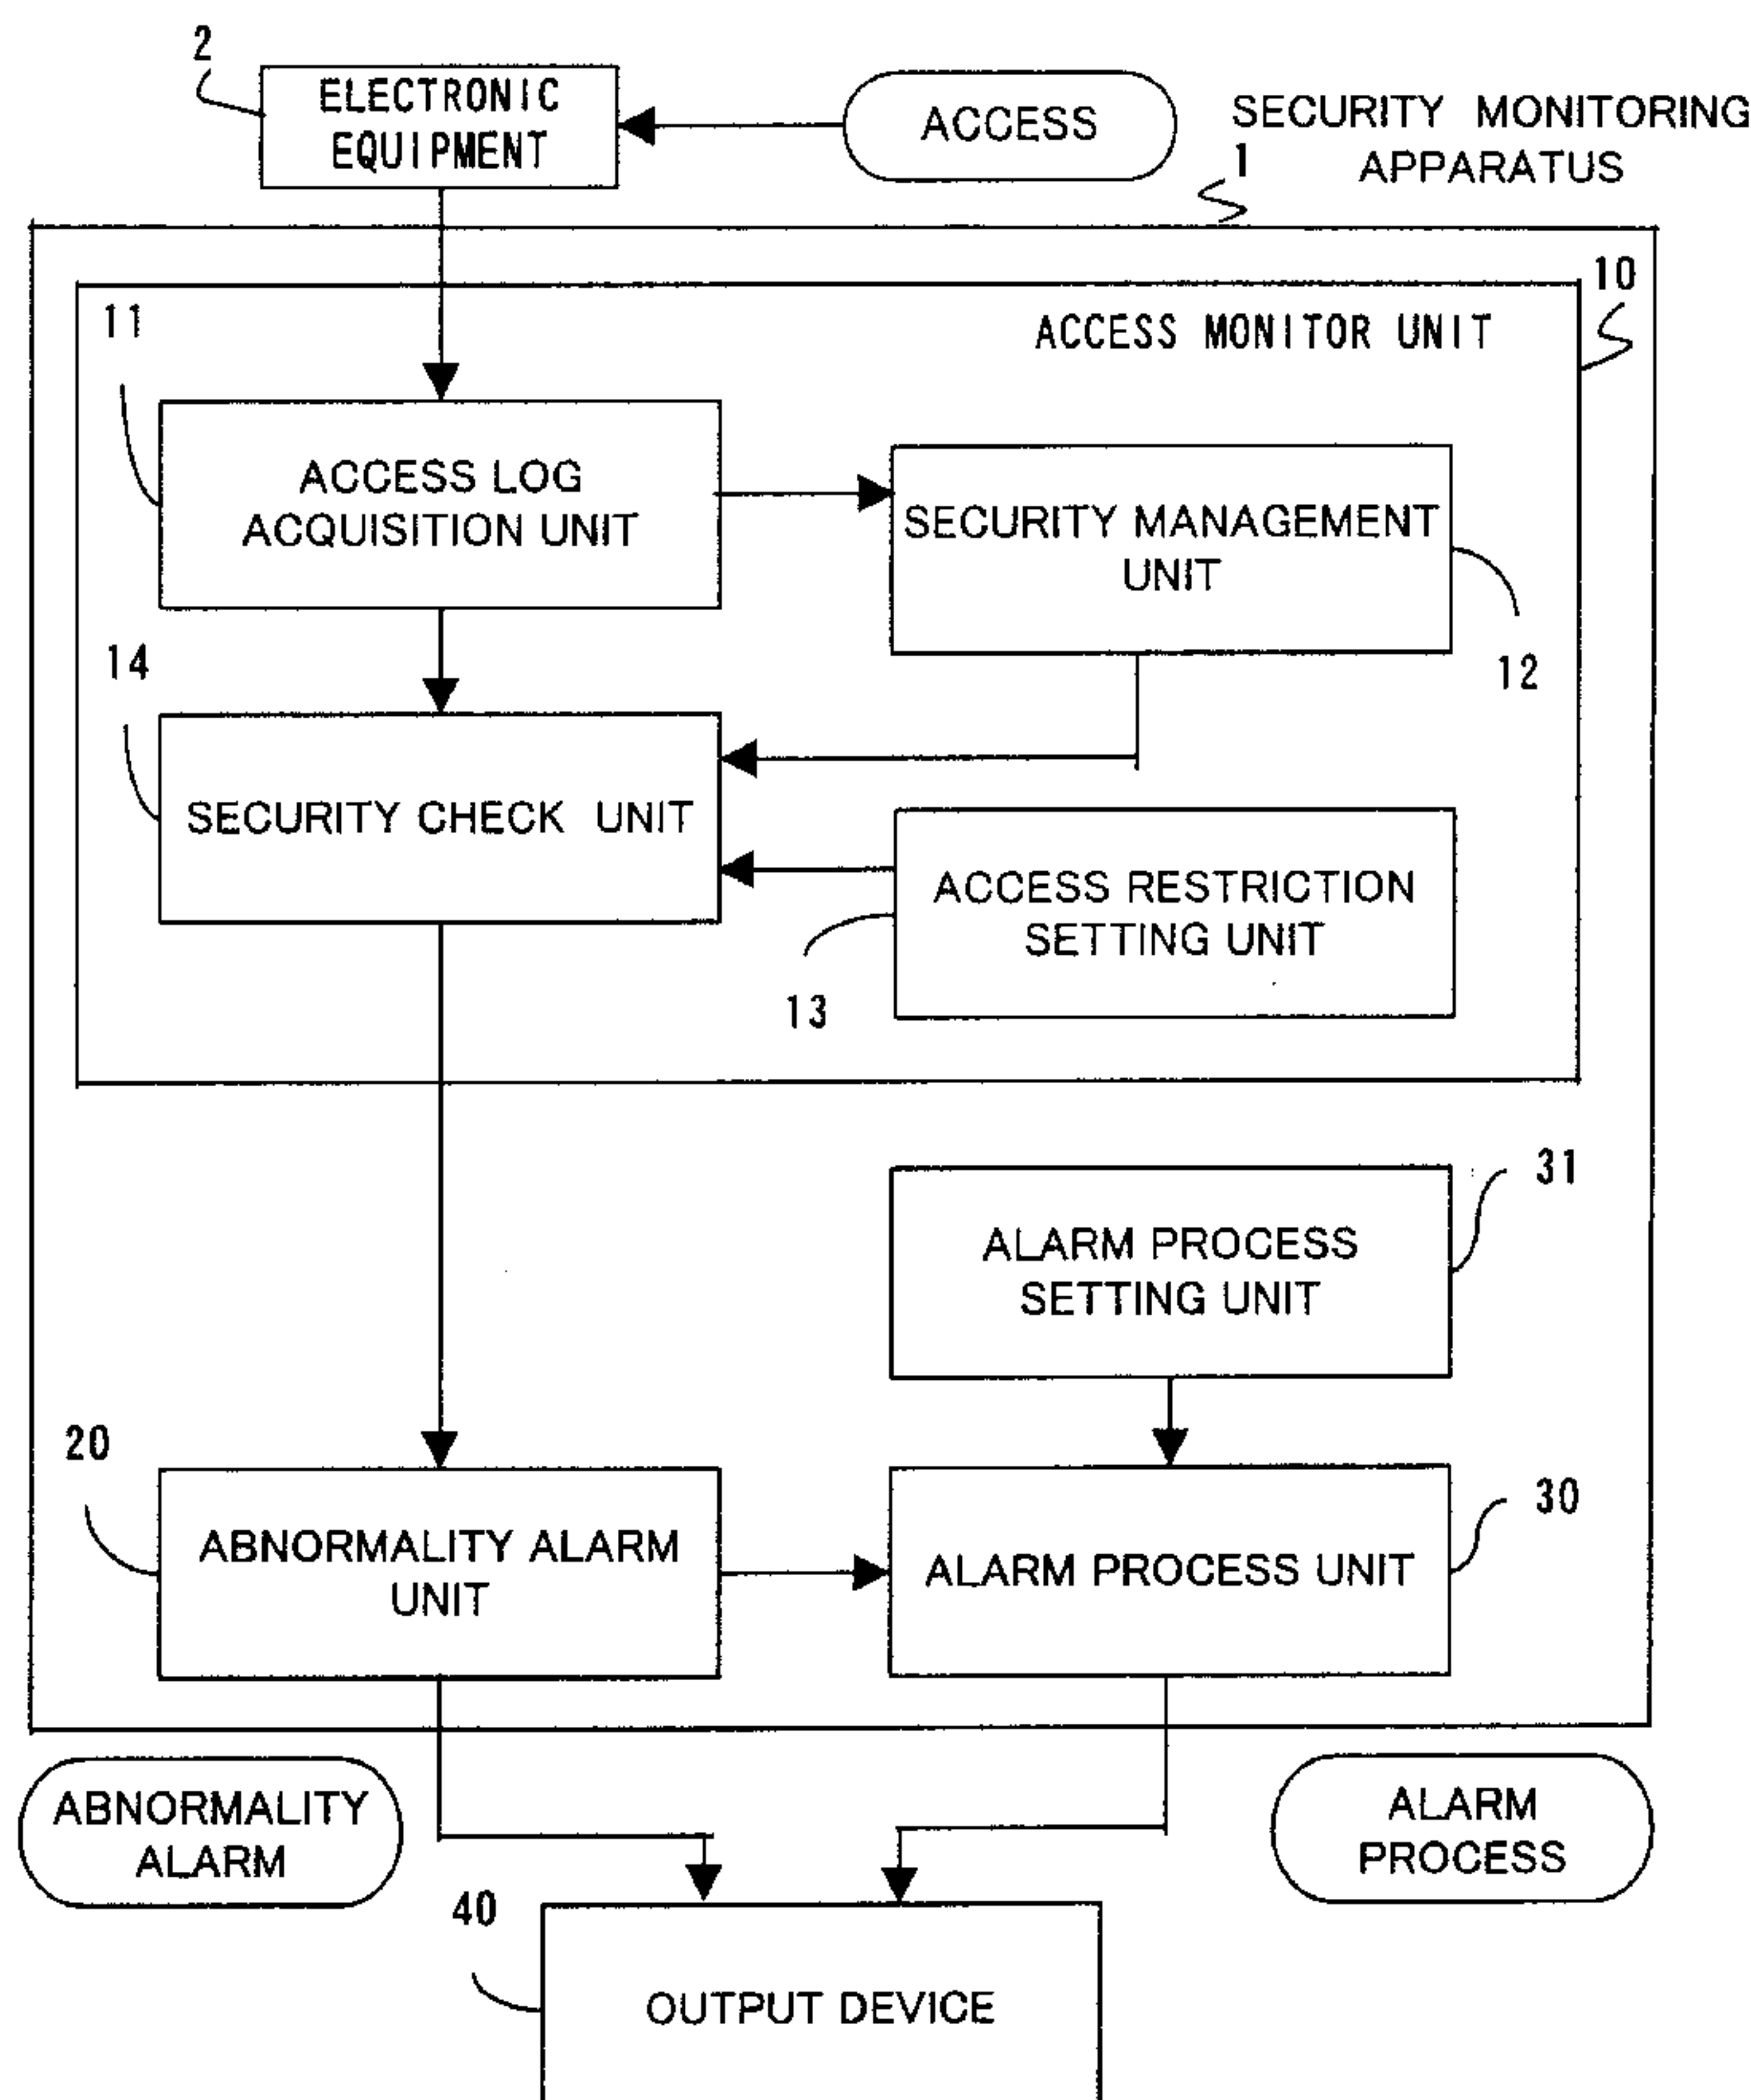 2
ELECTRONIC
EQUIPMENT
ACCESS
SECURITY MONITORING
APPARATUS
1
10
ACCESS MONITOR UNIT
11
ACCESS LOG
ACQUISITION UNIT
SECURITY MANAGEMENT
UNIT
12
14
SECURITY CHECK UNIT
ACCESS RESTRICTION
SETTING UNIT
13
31
ALARM PROCESS
SETTING UNIT
20
ABNORMALITY ALARM
UNIT
30
ALARM PROCESS UNIT
ABNORMALITY
ALARM
ALARM
PROCESS
40
OUTPUT DEVICE